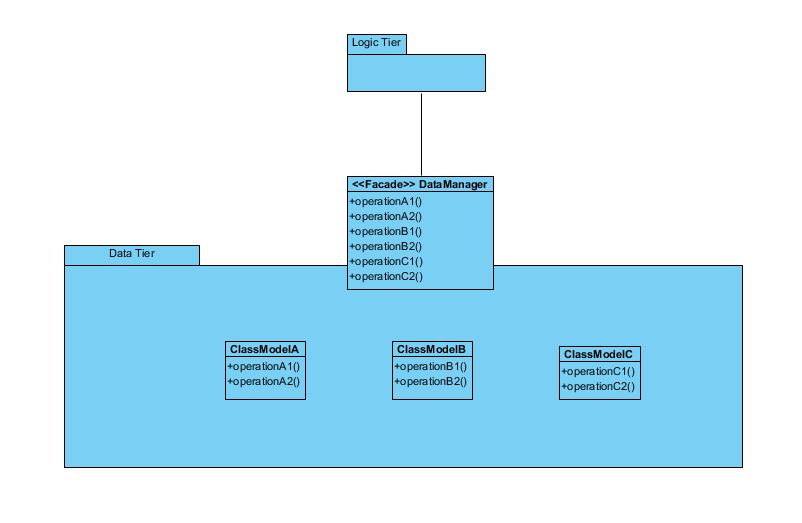 Logic Tier
<<Facade>> DataManager
+operationA1()
+operationA2()
+operationB1()
+operationB2()
+operationC1()
+operationC2()
Data Tier
ClassModelA
+operationA1()
+operationA2()
ClassModelB
+operationB1()
+operationB2()
ClassModelC
+operationC1()
+operationC2()